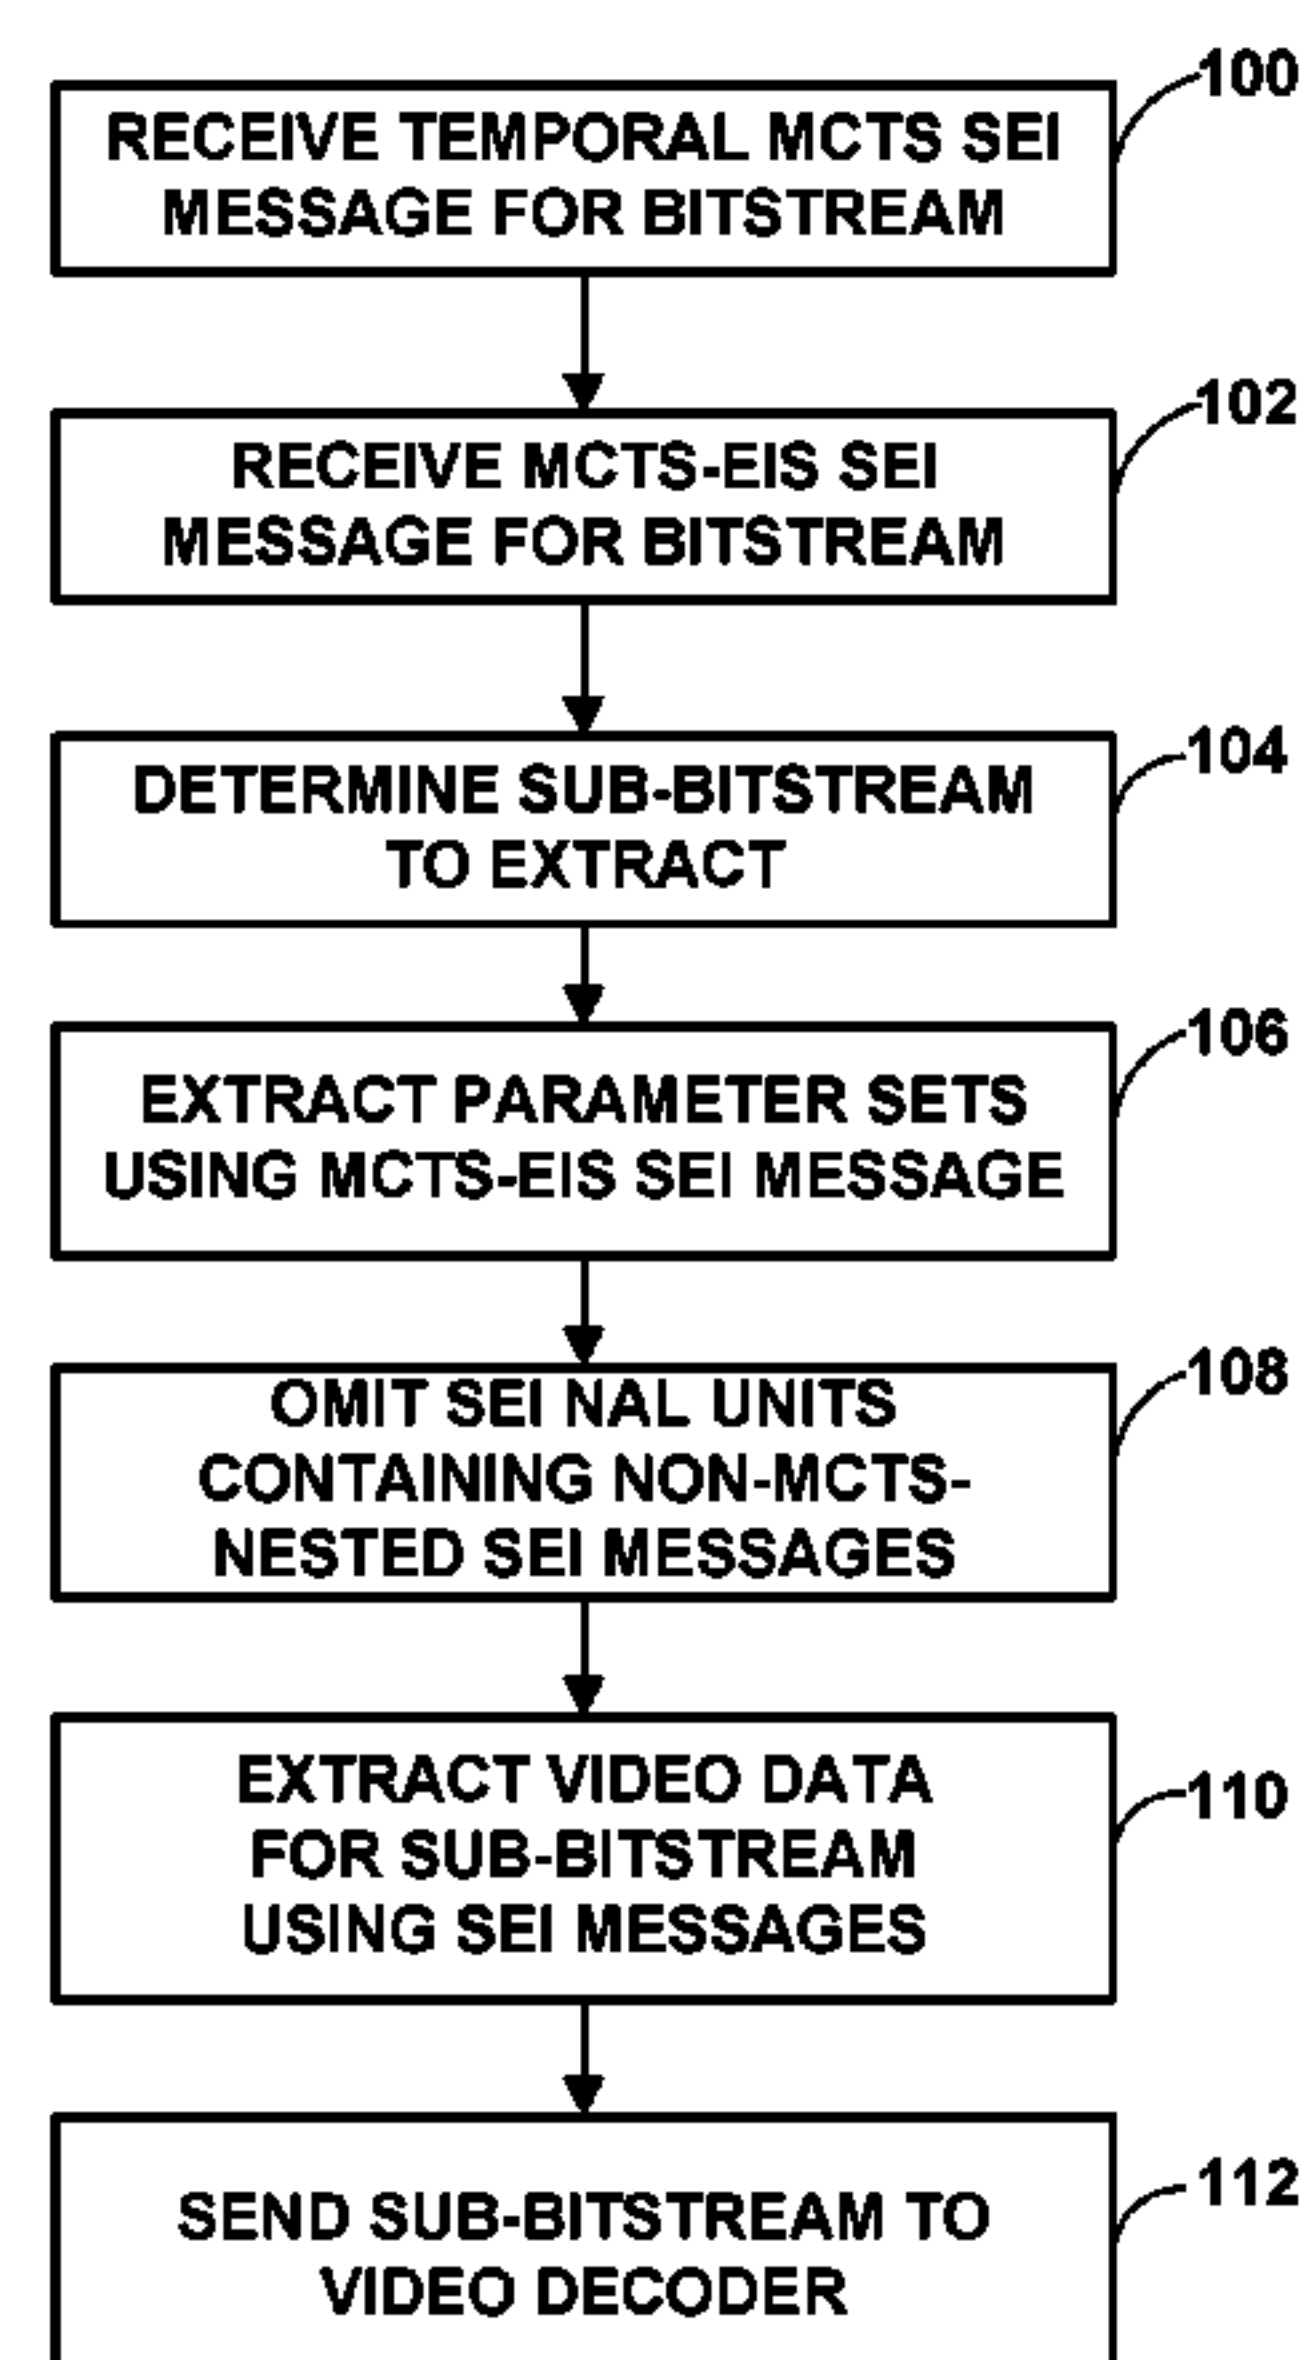 100
RECEIVE TEMPORAL MCTS SEI
MESSAGE FOR BITSTREAM
102
RECEIVE MCTS-EIS SEI
MESSAGE FOR BITSTREAM
104
DETERMINE SUB-BITSTREAM
TO EXTRACT
106
EXTRACT PARAMETER SETS
USING MCTS-EIS SEI MESSAGE
108
OMIT SEI NAL UNITS
CONTAINING NON-MCTS-
NESTED SEI MESSAGES
110
EXTRACT VIDEO DATA
FOR SUB-BITSTREAM
USING SEI MESSAGES
112
SEND SUB-BITSTREAM TO
VIDEO DECODER